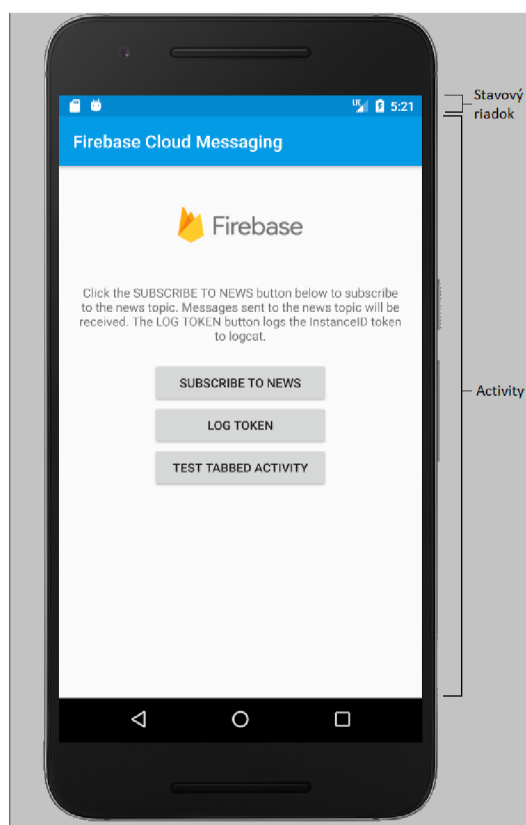 5:21
Stavový
riadok
Firebase Cloud Messaging
Firebase
Click the SUBSCRIBE TO NEWS button below to subscribe
to the news topic. Messages sent to the news topic will be
received. The LOG TOKEN button logs the InstanceID token
to logcat.
SUBSCRIBE TO NEWS
Activity
LOG TOKEN
TEST TABBED ACTIVITY